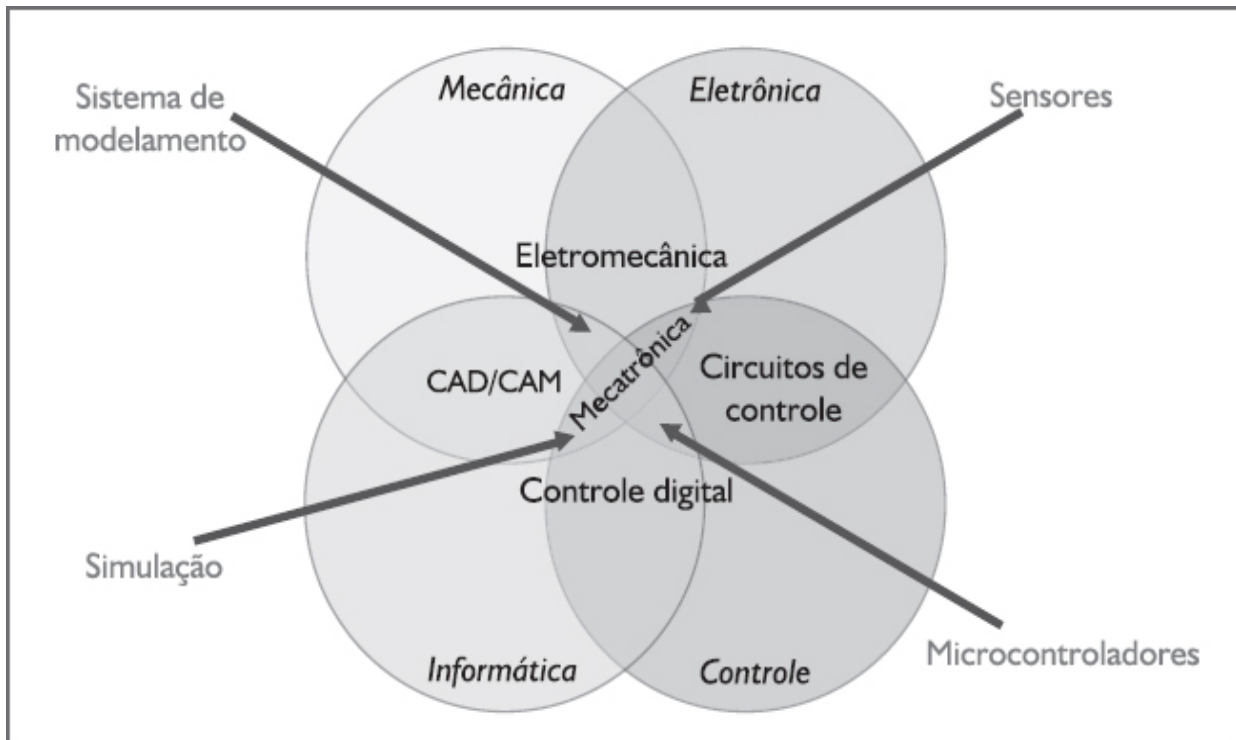 Mecânica
Eletrônica
Sistema de
modelamento
Sensores
Eletromecânica
Mecatrônica
CAD/CAM
Circuitos de
controle
Controle digital
Simulação
Informática
Controle
Microcontroladores